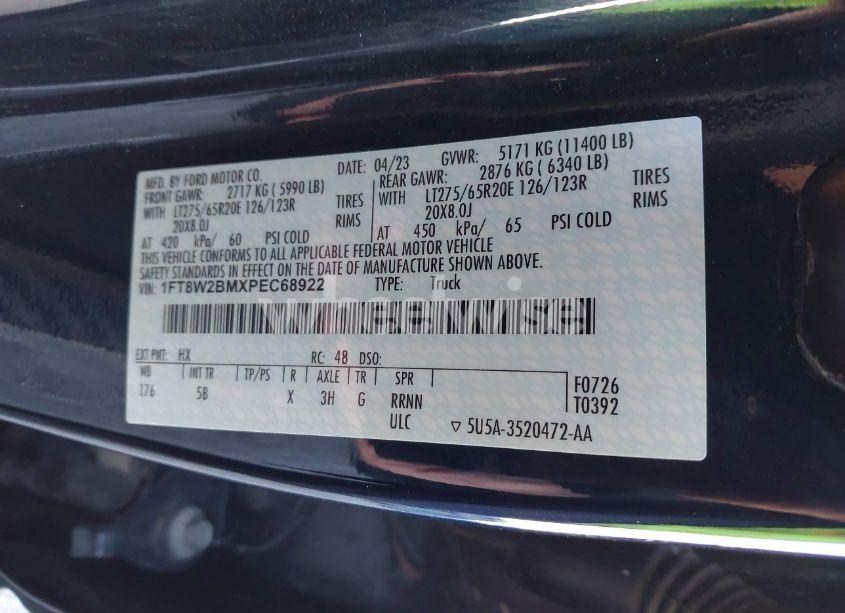 MFD. BY FORD MOTOR CO. DATE: 04/23 GVWR: 5171 KG (11400 LB)
FRONT GAWR: 2717 KG ( 5990 LB) REAR GAWR: 2876 KG ( 6340 LB)
WITH LT275/65R20E 126/123R TIRES WITH LT275/65R20E 126/123R TIRES
20X8.0J RIMS 20X8.0J RIMS
AT 420 kPa/ 60 PSI COLD AT 450 kPa/ 65 PSI COLD
THIS VEHICLE CONFORMS TO ALL APPLICABLE FEDERAL MOTOR VEHICLE
SAFETY STANDARDS IN EFFECT ON THE DATE OF MANUFACTURE SHOWN ABOVE.
VIN: 1FT8W2BMXPEC68922 TYPE: Truck
wheelwise
EXT PNT: HX RC: 48 DSO:
WB INT TR TP/PS R AXLE TR SPR F0726
176 5B X 3H G RRNN T0392
ULC ▽ 5U5A-3520472-AA